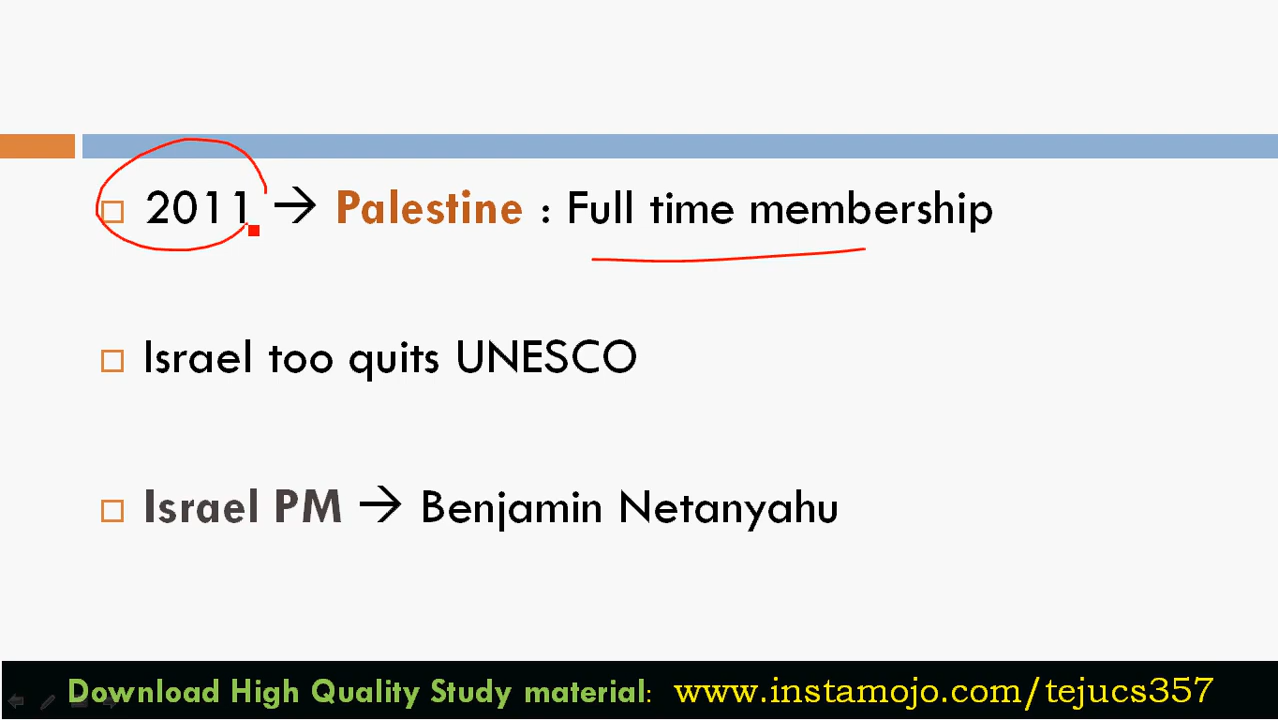 2011 → Palestine : Full time membership
Israel too quits UNESCO
Israel PM → Benjamin Netanyahu
Download High Quality Study material: www.instamojo.com/tejucs357